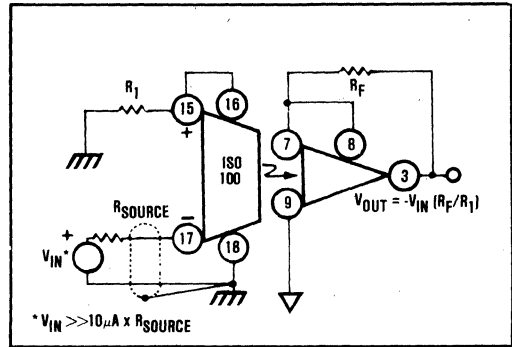 R1
15
16
+
ISO
100
RF
7
8
3
9
VOUT = -VIN (RF/R1)
RSOURCE
−
17
18
+
VIN*
* VIN >>10μA x RSOURCE